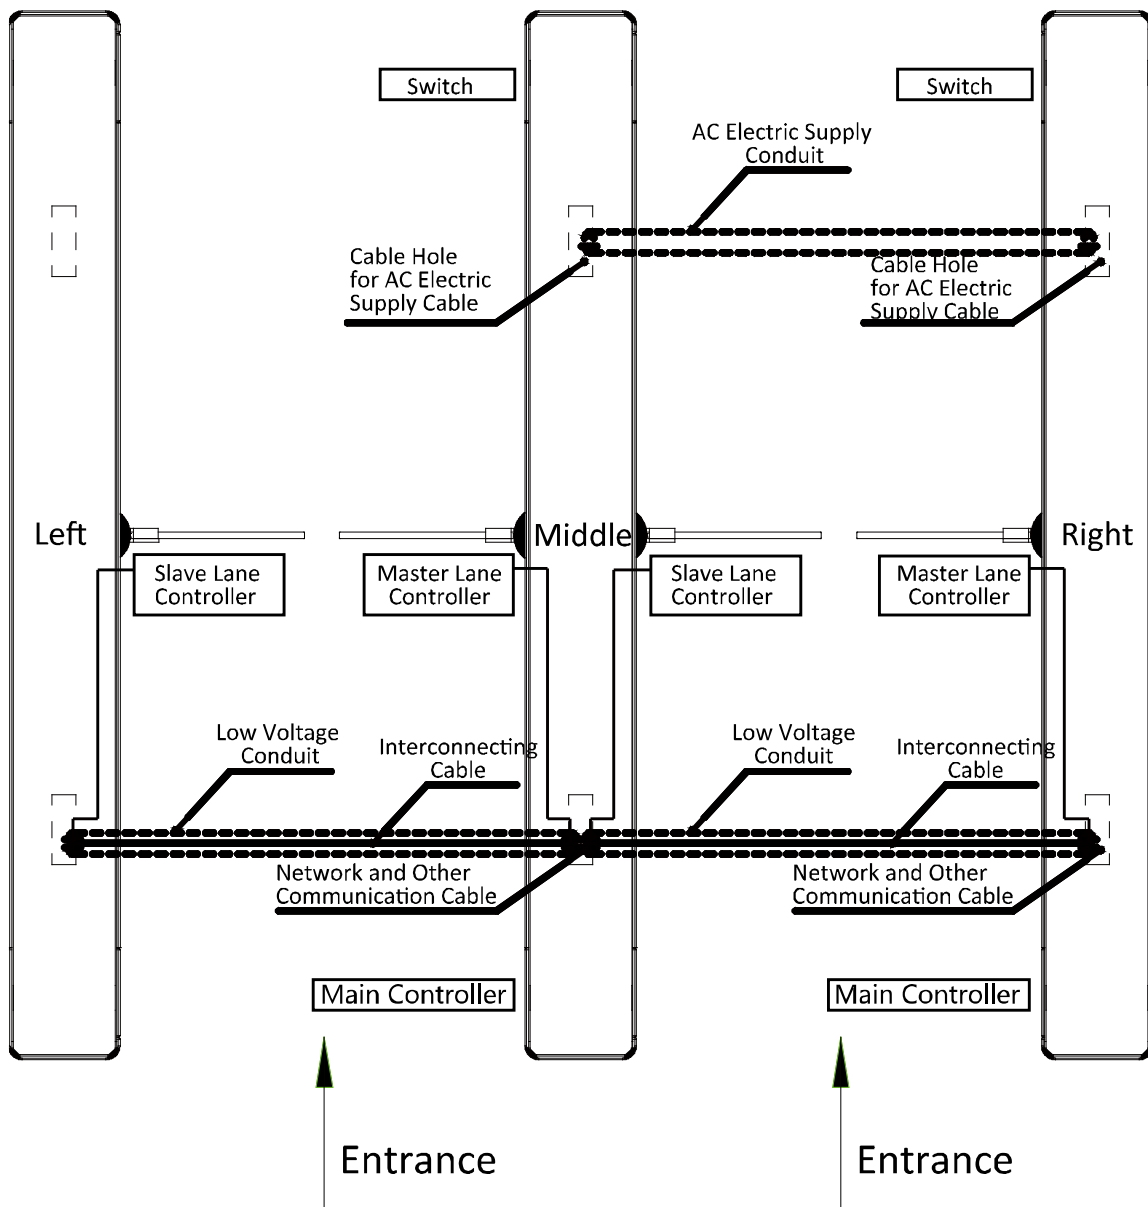 Switch
Switch
AC Electric Supply
Conduit
Cable Hole
for AC Electric
Supply Cable
Cable Hole
for AC Electric
Supply Cable
Left
Middle
Right
Slave Lane
Controller
Master Lane
Controller
Slave Lane
Controller
Master Lane
Controller
Low Voltage
Conduit
Interconnecting
Cable
Low Voltage
Conduit
Interconnecting
Cable
Network and Other
Communication Cable
Network and Other
Communication Cable
Main Controller
Main Controller
Entrance
Entrance